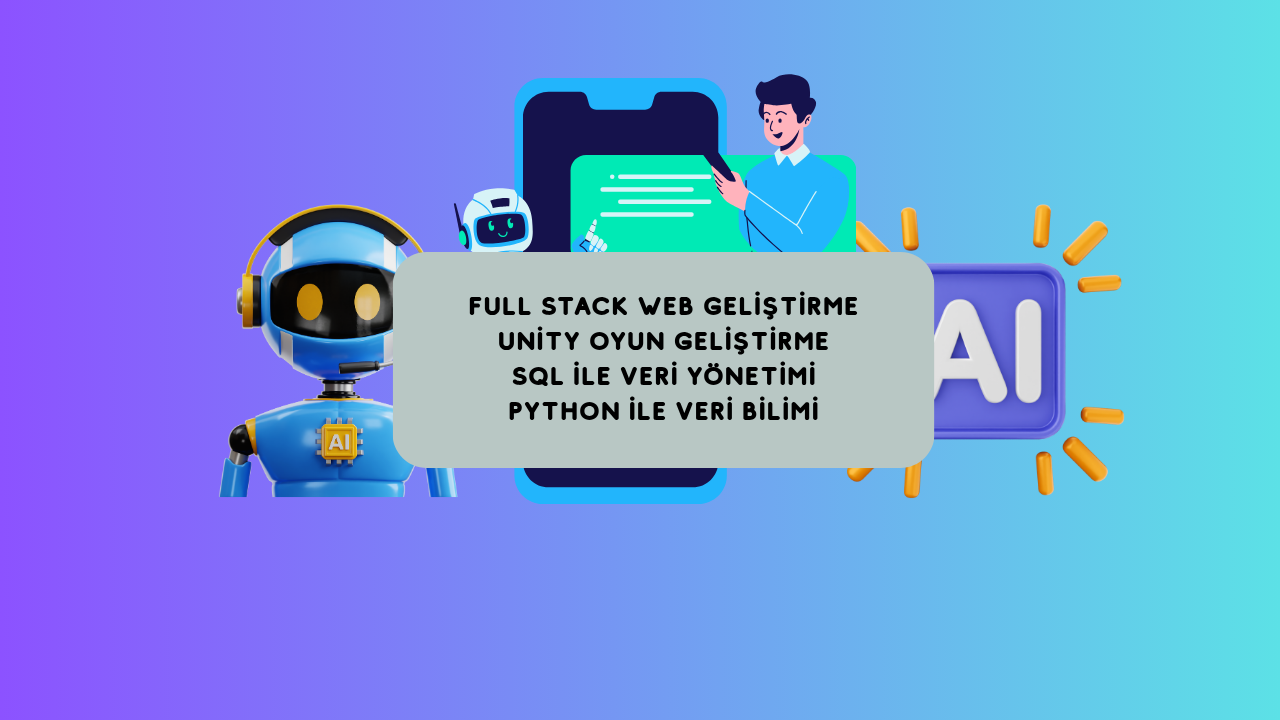 FULL STACK WEB GELİŞTİRME
UNİTY OYUN GELİŞTİRME
SQL İLE VERİ YÖNETİMİ
PYTHON İLE VERİ BİLİMİ
AI
AI